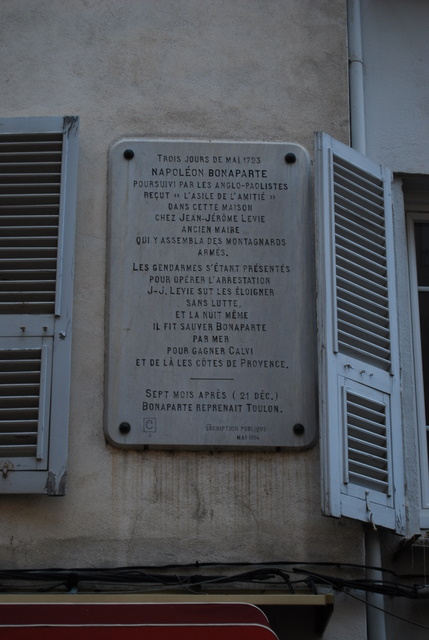 TROIS JOURS DE MAI 1793
NAPOLÉON BONAPARTE
POURSUIVI PAR LES ANGLO-PAOLISTES
REÇUT "L'ASILE DE L'AMITIÉ"
DANS CETTE MAISON
CHEZ JEAN-JÉRÔME LEVIE
ANCIEN MAIRE
QUI Y ASSEMBLA DES MONTAGNARDS
ARMÉS.
LES GENDARMES S'ÉTANT PRÉSENTÉS
POUR OPÉRER L'ARRESTATION
J-J. LEVIE SUT LES ÉLOIGNER
SANS LUTTE,
ET LA NUIT MÊME
IL FIT SAUVER BONAPARTE
PAR MER
POUR GAGNER CALVI
ET DE LÀ LES CÔTES DE PROVENCE.
SEPT MOIS APRÈS (21 DÉC.)
BONAPARTE REPRENAIT TOULON.
C
SOUSCRIPTION PUBLIQUE